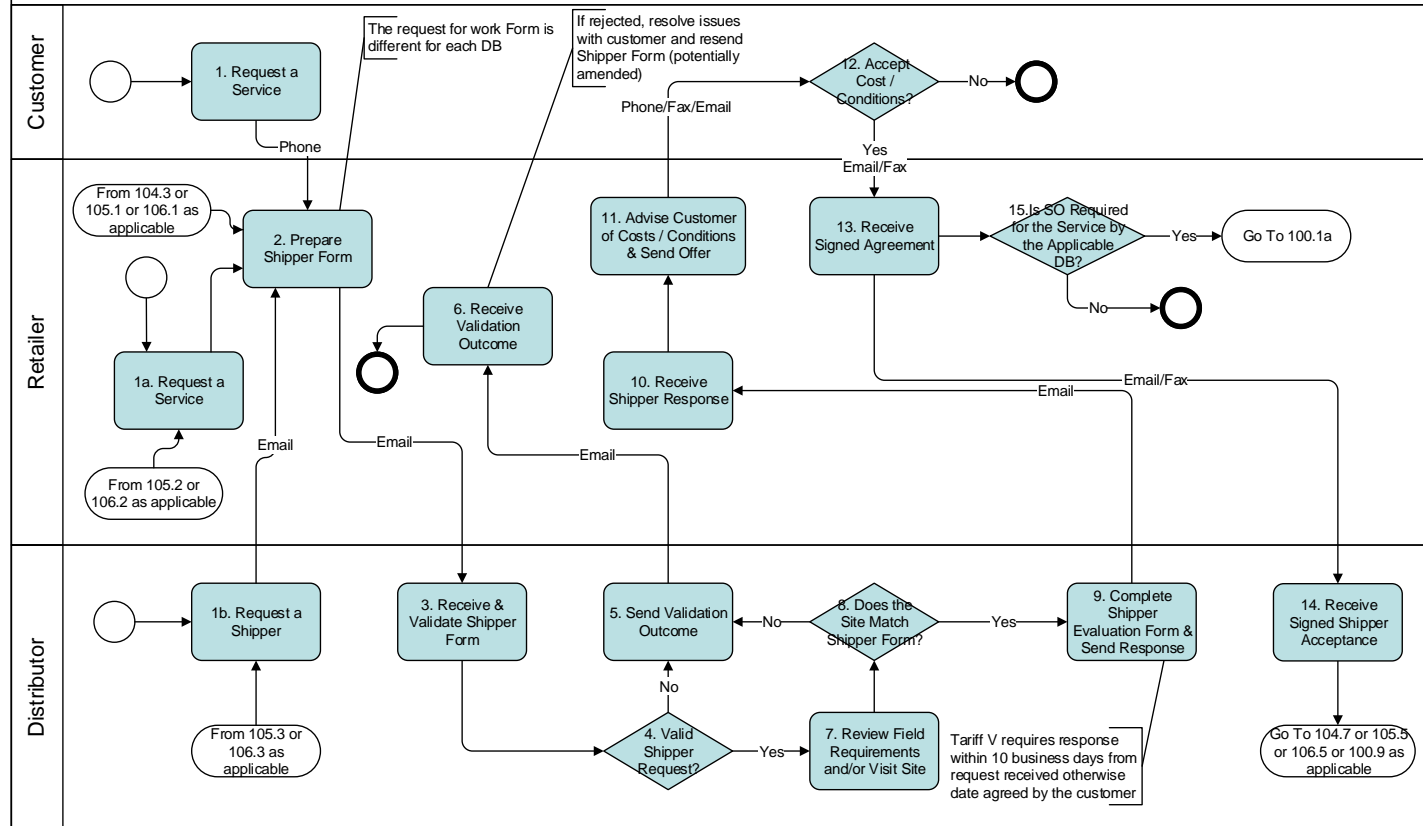 Customer
1. Request a
Service
Phone
The request for work Form is
different for each DB
If rejected, resolve issues
with customer and resend
Shipper Form (potentially
amended)
Phone/Fax/Email
12. Accept
Cost /
Conditions?
No
Yes
Email/Fax
Retailer
From 104.3 or
105.1 or 106.1 as
applicable
2. Prepare
Shipper Form
1a. Request a
Service
From 105.2 or
106.2 as applicable
Email
Email
6. Receive
Validation
Outcome
Email
11. Advise Customer
of Costs / Conditions
& Send Offer
10. Receive
Shipper Response
13. Receive
Signed Agreement
15.Is SO Required
for the Service by
the Applicable
DB?
Yes
Go To 100.1a
No
Email/Fax
Email
Distributor
1b. Request a
Shipper
From 105.3 or
106.3 as
applicable
3. Receive &
Validate Shipper
Form
5. Send Validation
Outcome
No
4. Valid
Shipper
Request?
Yes
7. Review Field
Requirements
and/or Visit Site
8. Does the
Site Match
Shipper Form?
No
Yes
9. Complete
Shipper
Evaluation Form &
Send Response
Tariff V requires response
within 10 business days from
request received otherwise
date agreed by the customer
14. Receive
Signed Shipper
Acceptance
Go To 104.7 or 105.5
or 106.5 or 100.9 as
applicable